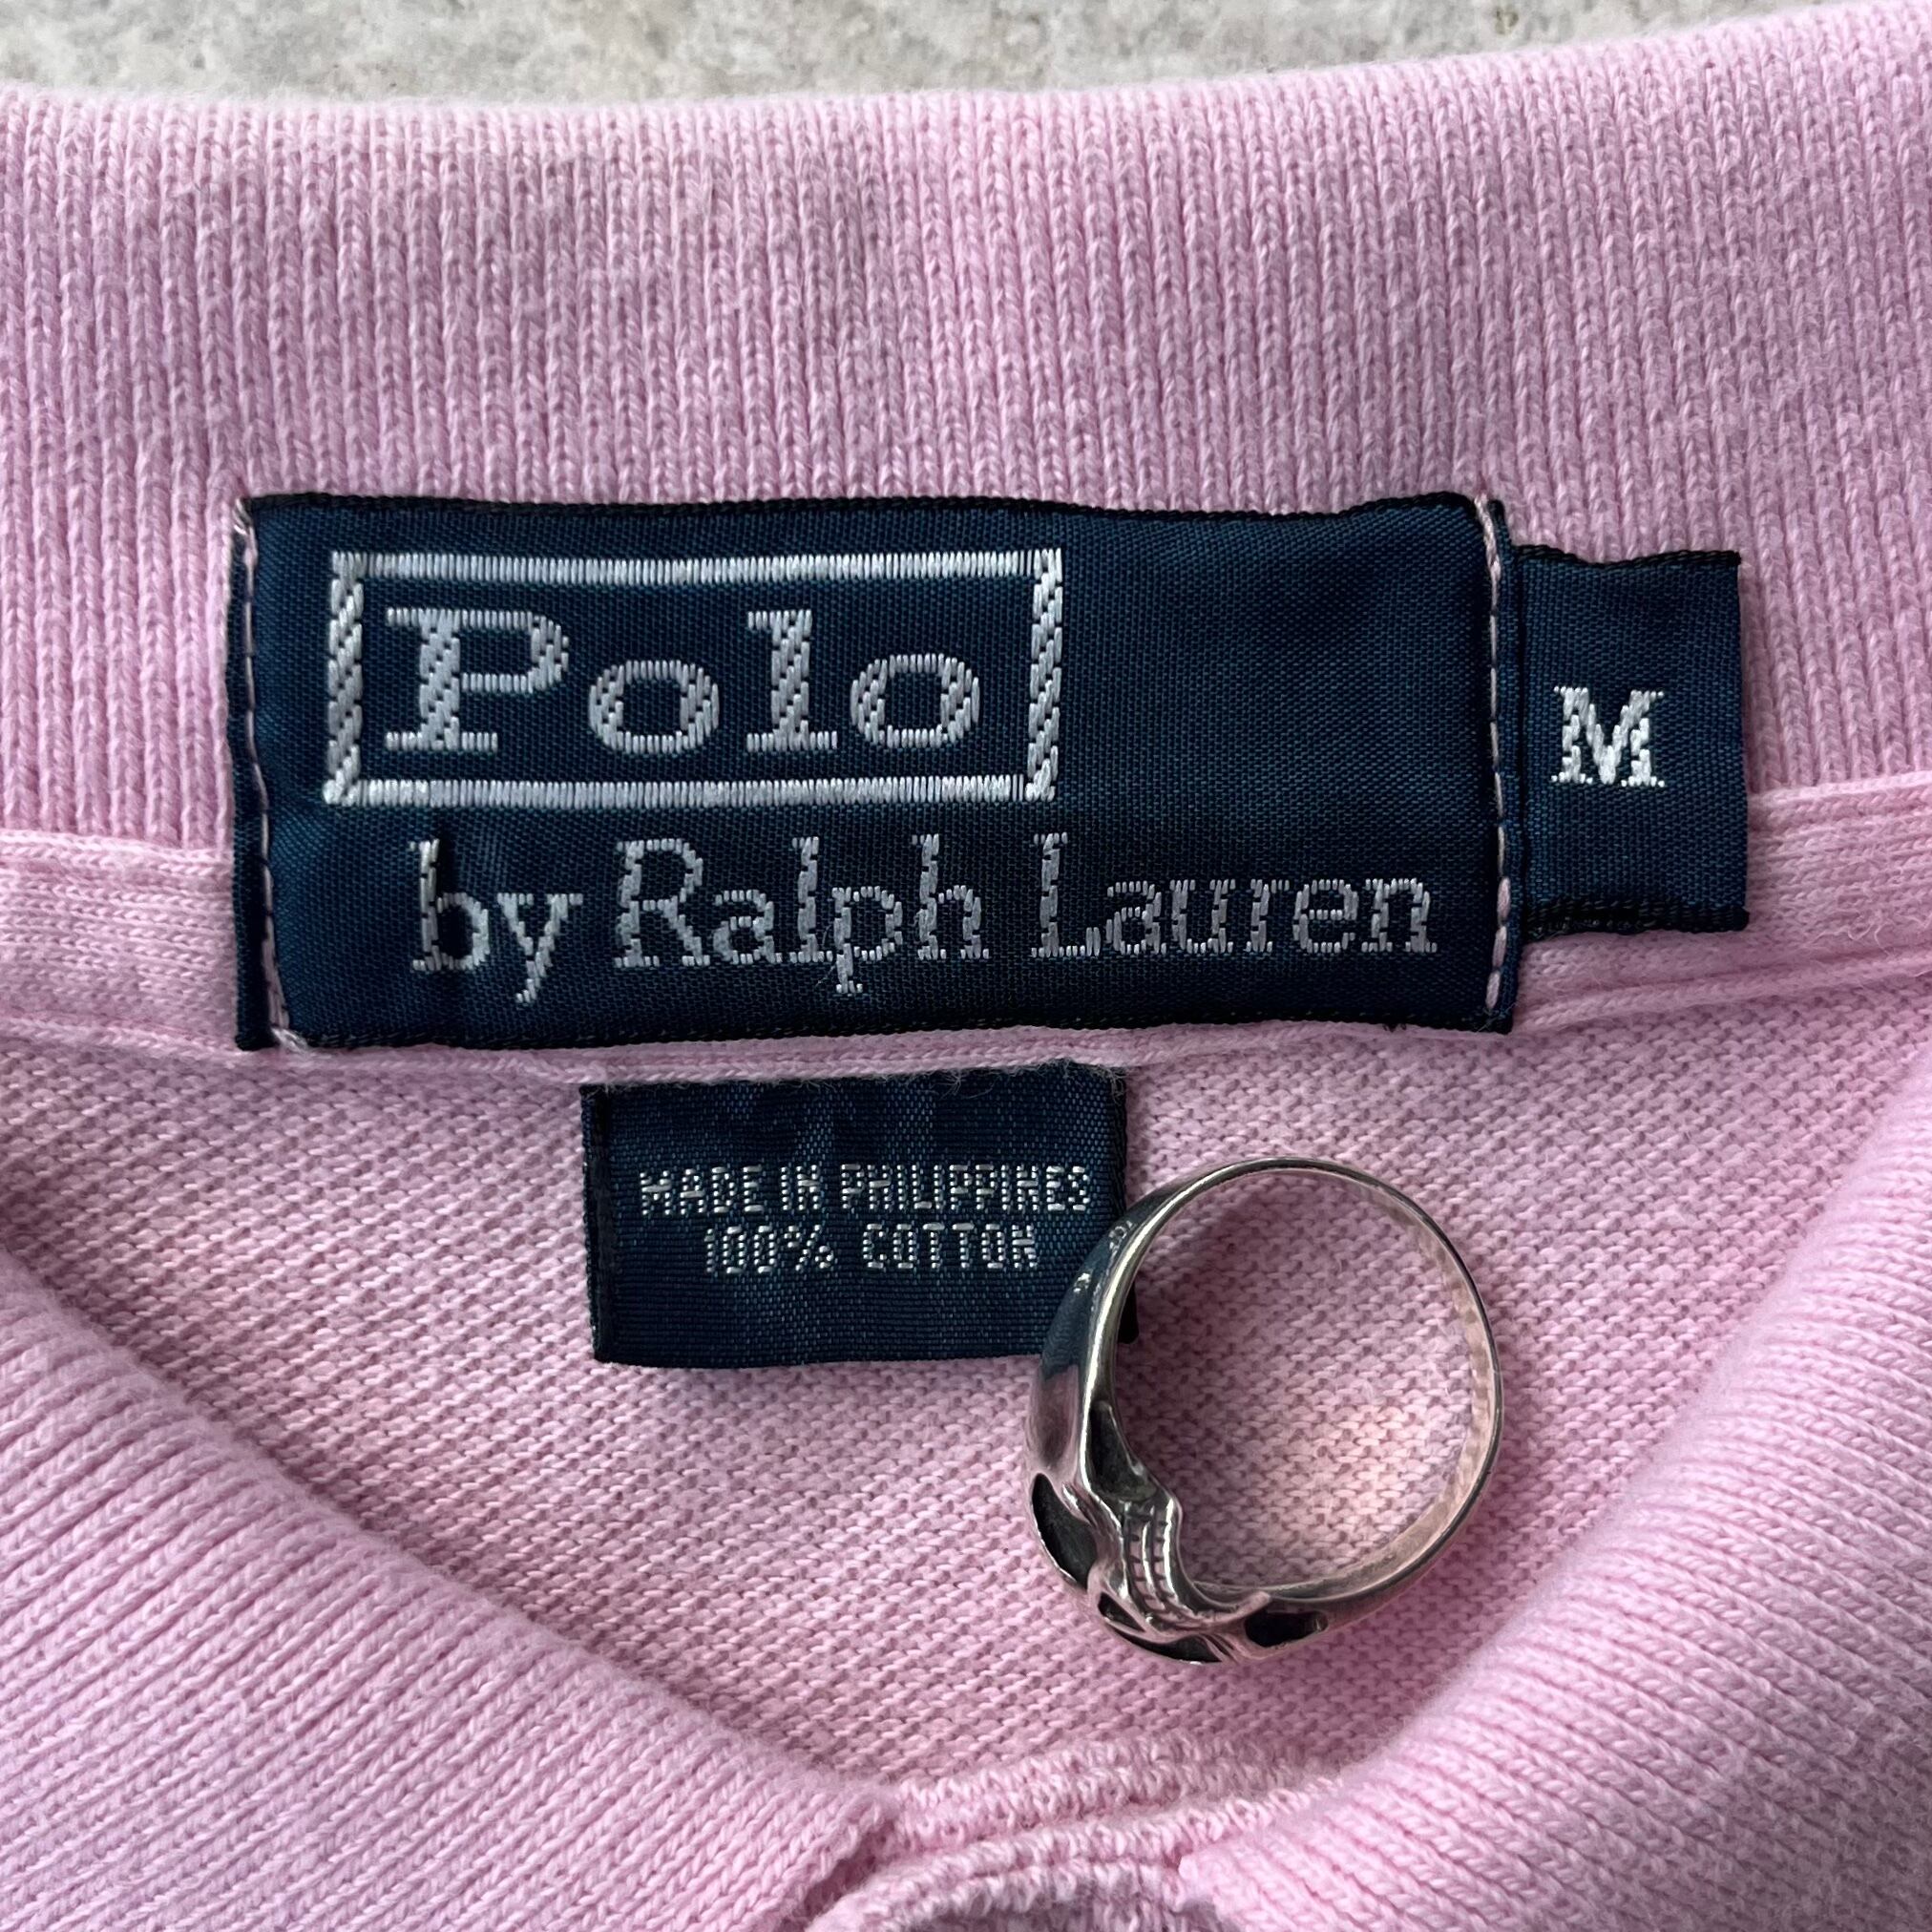 Polo
by Ralph Lauren
M
MADE IN PHILIPPINES
100% COTTON